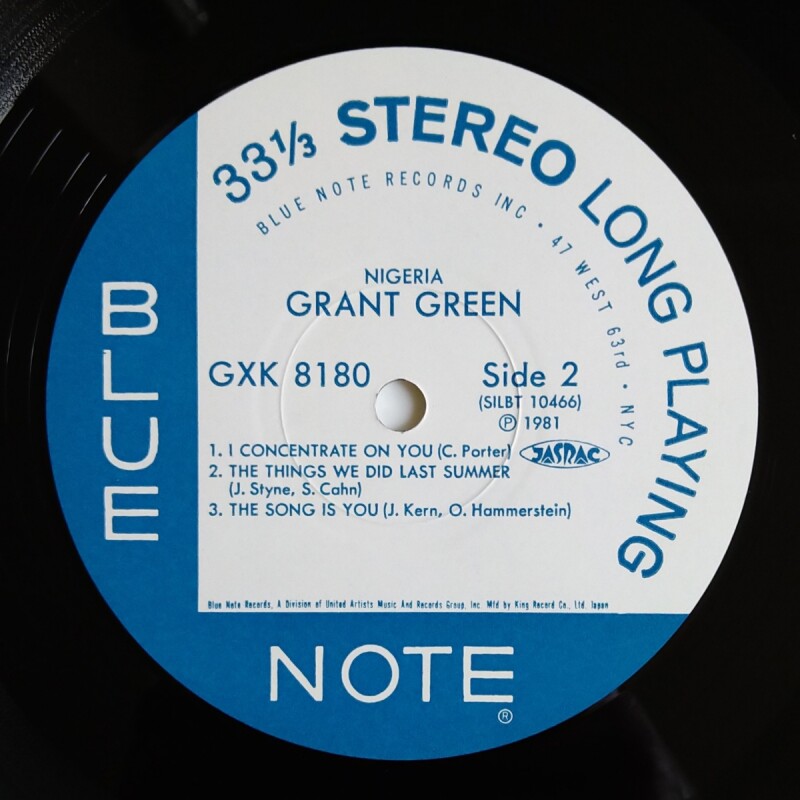 33⅓ STEREO LONG PLAYING
BLUE NOTE RECORDS INC • 47 WEST 63rd • NYC
NIGERIA
GRANT GREEN
GXK 8180
Side 2
(SILBT 10466)
Ⓟ 1981
1. I CONCENTRATE ON YOU (C. Porter)
JASRAC
2. THE THINGS WE DID LAST SUMMER
(J. Styne, S. Cahn)
3. THE SONG IS YOU (J. Kern, O. Hammerstein)
Blue Note Records, A Division of United Artists Music And Records Group, Inc. Mfd by King Record Co., Ltd. Japan
BLUE
NOTE
®